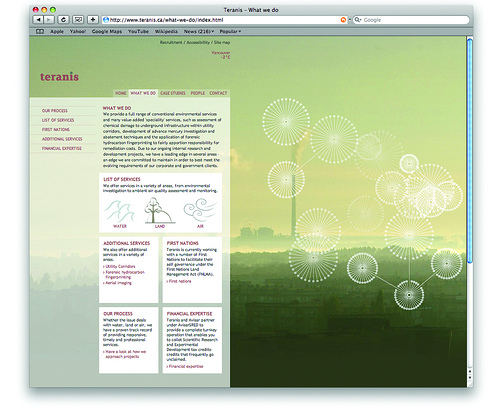 Teranis - What we do
http://www.teranis.ca/what-we-do/index.html
Google
Apple Yahoo! Google Maps YouTube Wikipedia News (216) Popular
Recruitment / Accessibility / Site map
Vancouver
-2°C
teranis
HOME WHAT WE DO CASE STUDIES PEOPLE CONTACT
OUR PROCESS
LIST OF SERVICES
FIRST NATIONS
ADDITIONAL SERVICES
FINANCIAL EXPERTISE
WHAT WE DO
We provide a full range of conventional environmental services
and many value added 'speciality' services, such as assessment of
chemical damage to underground infrastructure within utility
corridors, development of advance mercury investigation and
abatement techniques and the application of forensic
hydrocarbon fingerprinting to fairly apportion responsibility for
remediation costs. Due to our ongoing internal research and
development projects, we have a leading edge in several areas -
an edge we are committed to maintain in order to best meet the
evolving requirements of our corporate and government clients.
LIST OF SERVICES
We offer services in a variety of areas, from environmental
investigation to ambient air quality assessment and monitoring.
WATER LAND AIR
ADDITIONAL SERVICES
We also offer additional
services in a variety of
areas.
› Utility Corridors
› Forensic hydrocarbon
fingerprinting
› Aerial imaging
FIRST NATIONS
Teranis is currently working
with a number of First
Nations to facilitate their
self governance under the
First Nations Land
Management Act (FNLMA).
› First nations
OUR PROCESS
Whether the issue deals
with water, land or air, we
have a proven track record
of providing responsive,
timely and professional
services.
› Have a look at how we
approach projects
FINANCIAL EXPERTISE
Teranis and Avisar partner
under AvisarSRED to
provide a complete turnkey
operation that enables you
to collat Scientific Research
and Experimental
Development tax credits:
credits that frequently go
unclaimed.
› Financial expertise